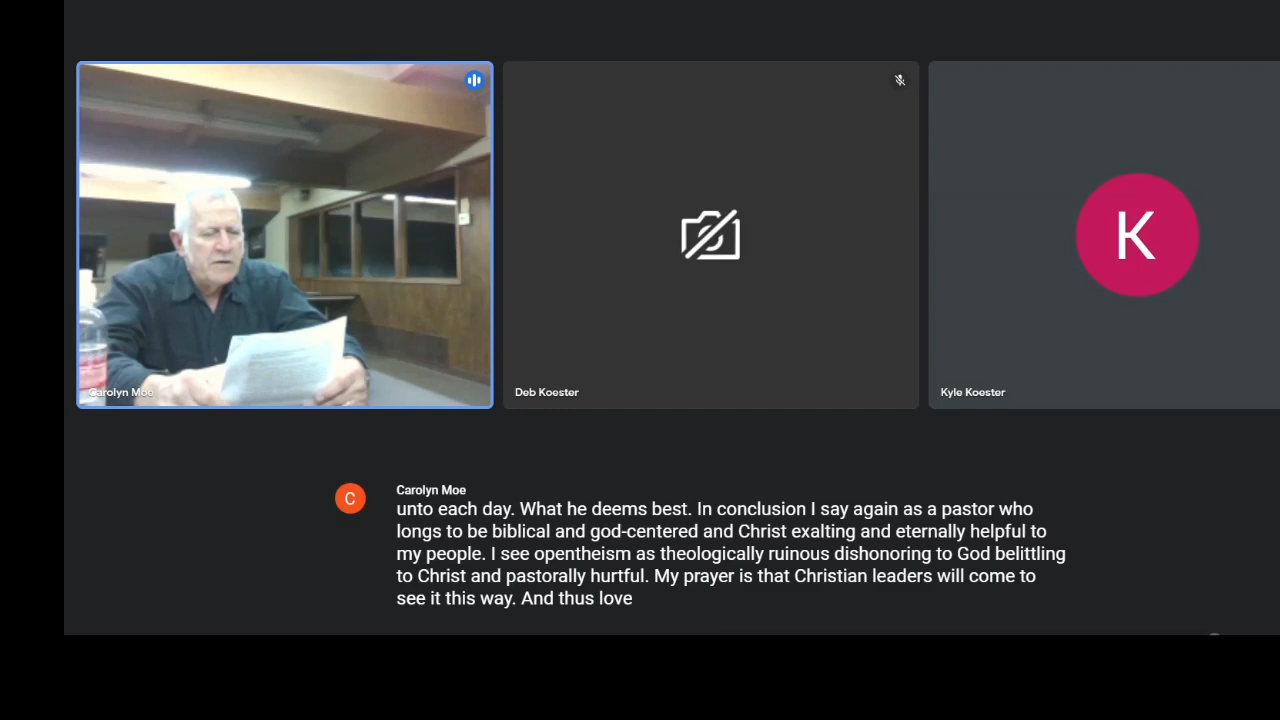 Carolyn Moe
Deb Koester
K
Kyle Koester
C
Carolyn Moe
unto each day. What he deems best. In conclusion I say again as a pastor who
longs to be biblical and god-centered and Christ exalting and eternally helpful to
my people. I see opentheism as theologically ruinous dishonoring to God belittling
to Christ and pastorally hurtful. My prayer is that Christian leaders will come to
see it this way. And thus love